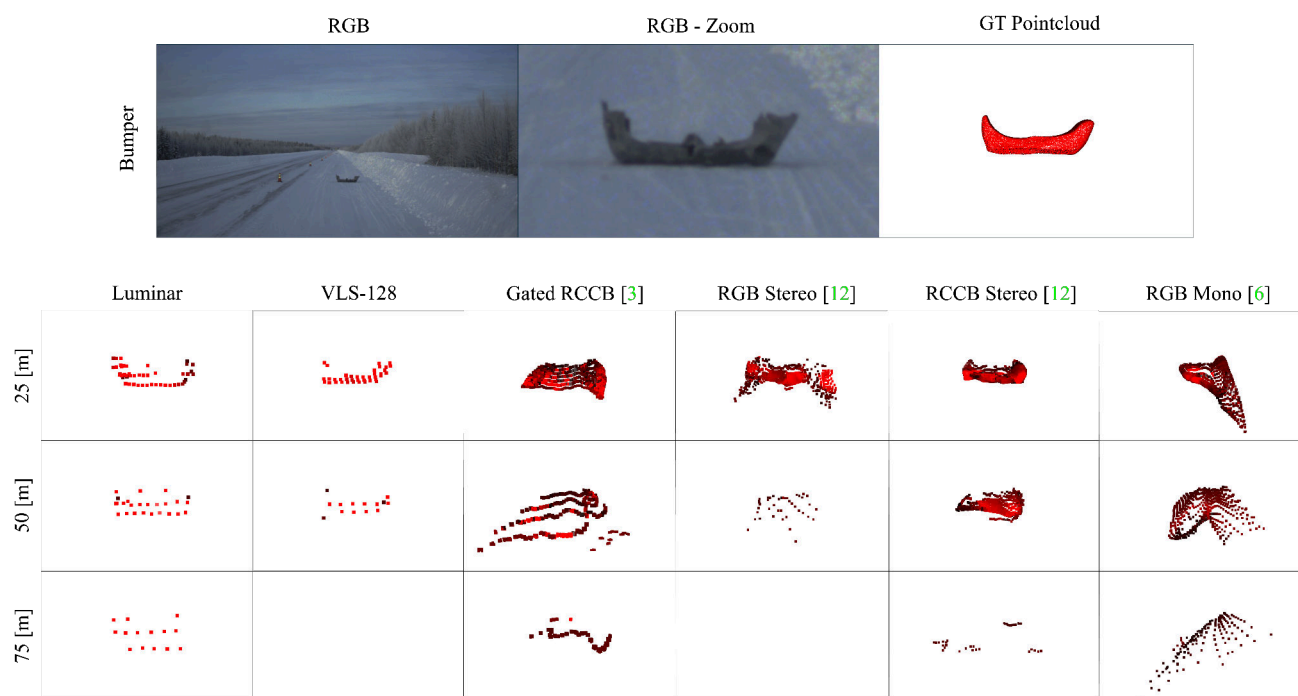 RGB
RGB - Zoom
GT Pointcloud
Bumper
Luminar
VLS-128
Gated RCCB [3]
RGB Stereo [12]
RCCB Stereo [12]
RGB Mono [6]
25 [m]
50 [m]
75 [m]